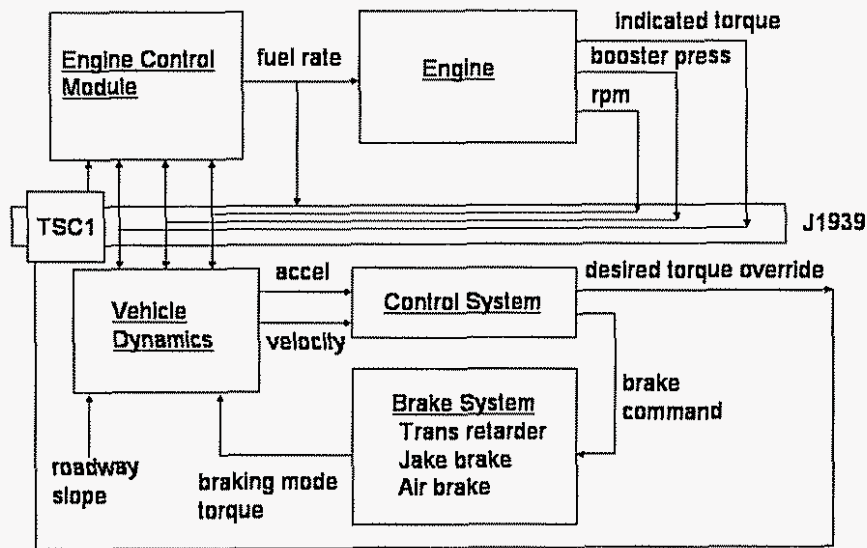 indicated torque
Engine Control
Module
fuel rate
Engine
booster press
rpm
TSC1
J1939
accel
desired torque override
Vehicle
Dynamics
Control System
velocity
brake
command
Brake System
Trans retarder
Jake brake
Air brake
roadway
slope
braking mode
torque